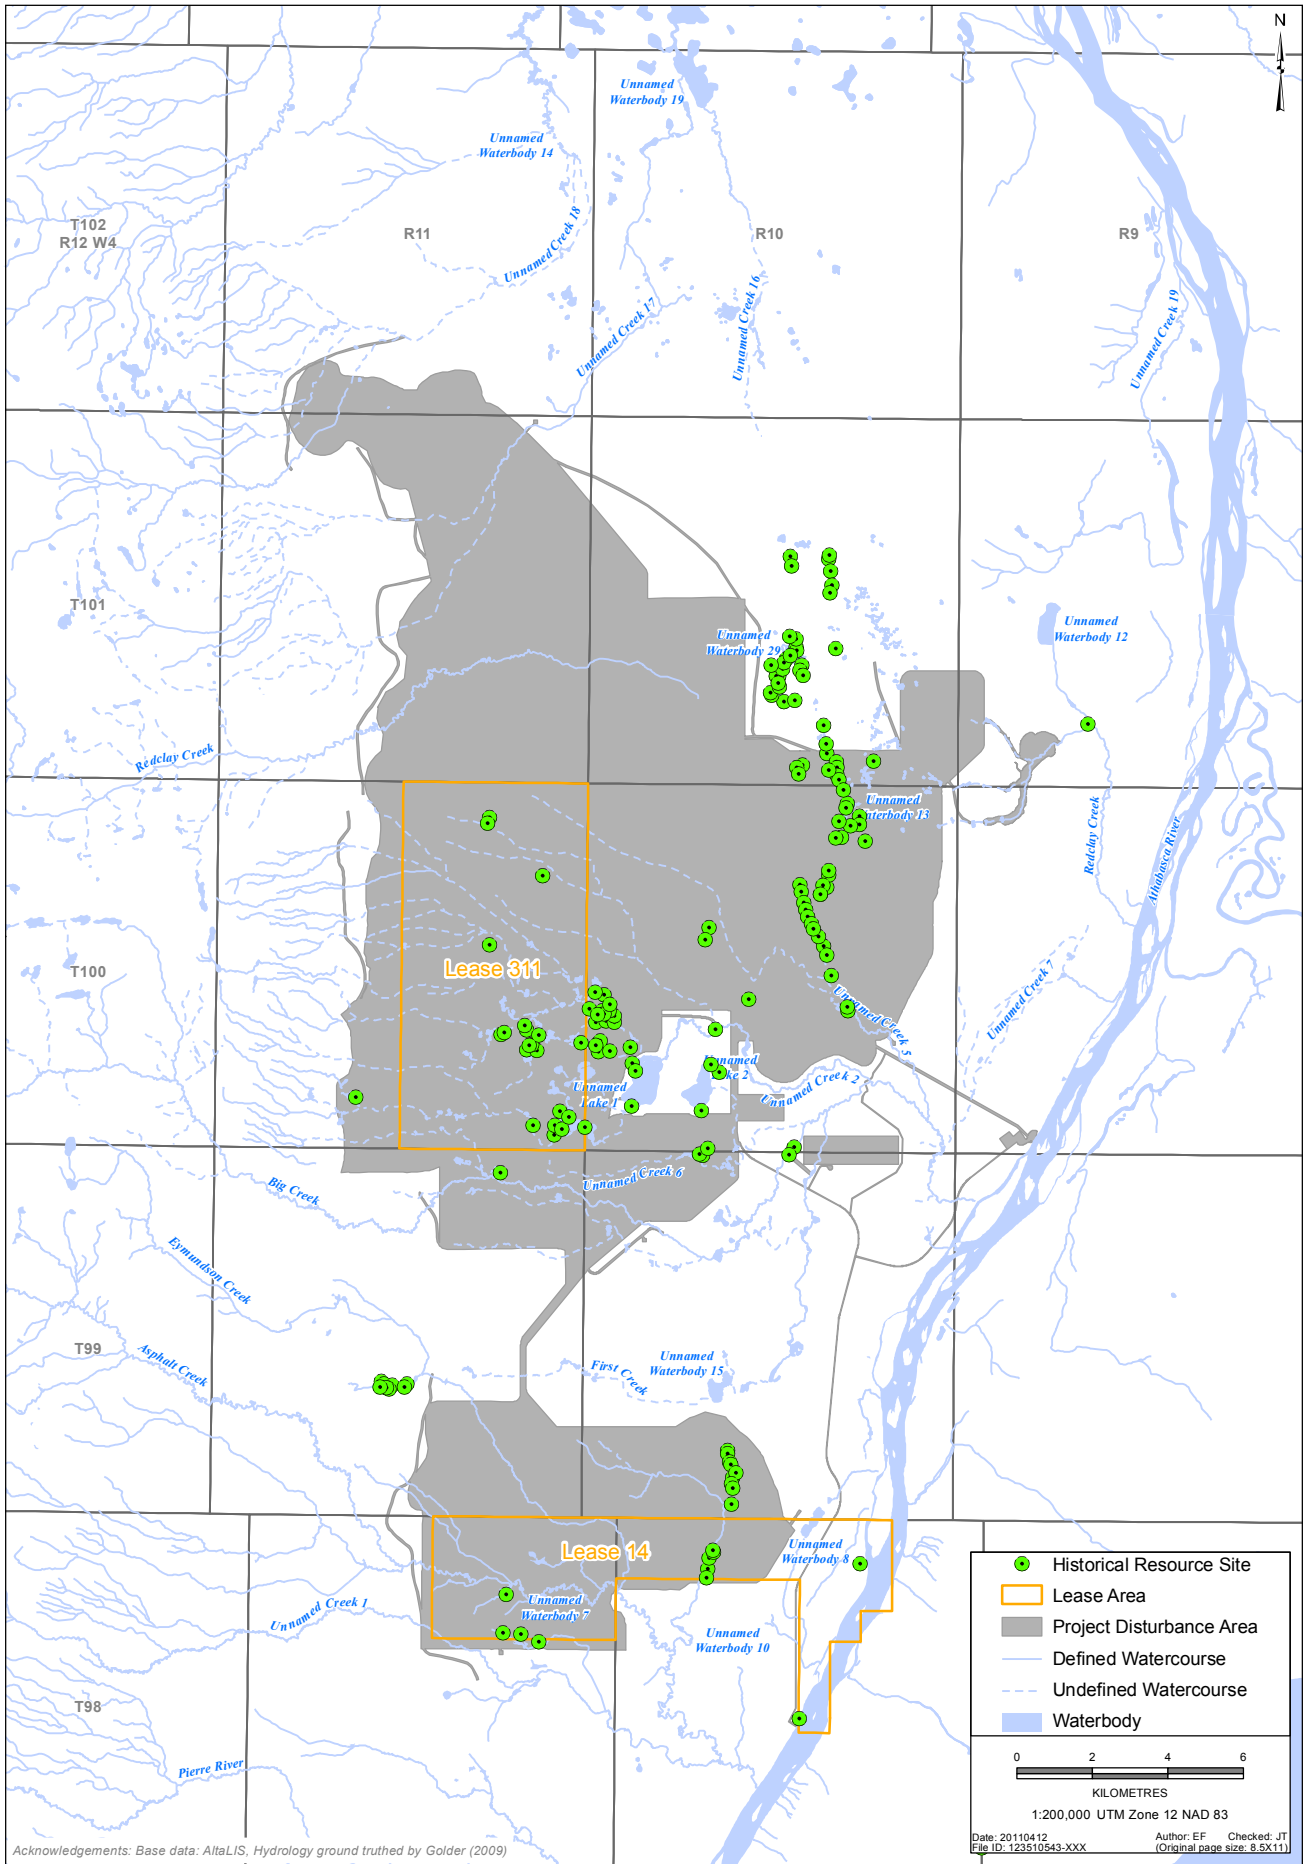 N
Unnamed
Waterbody 19
Unnamed
Waterbody 14
T102
R12 W4
R11
R10
R9
Unnamed Creek 18
Unnamed Creek 17
Unnamed Creek 16
Unnamed Creek 19
T101
Unnamed
Waterbody 29
Unnamed
Waterbody 12
Redclay Creek
Unnamed
aterbody 13
Redclay Creek
Athabasca River
T100
Lease 311
Unnamed Creek 5
Unnamed Creek 7
Unnamed
ke 2
Unnamed
Lake 1
Unnamed Creek 2
Unnamed Creek 6
Big Creek
Eymundson Creek
T99
Asphalt Creek
First Creek
Unnamed
Waterbody 15
Lease 14
Unnamed
Waterbody 8
Unnamed
Waterbody 7
Unnamed Creek 1
Unnamed
Waterbody 10
T98
Pierre River
Historical Resource Site
Lease Area
Project Disturbance Area
Defined Watercourse
Undefined Watercourse
Waterbody
0 2 4 6
KILOMETRES
1:200,000 UTM Zone 12 NAD 83
Date: 20110412 Author: EF Checked: JT
File ID: 123510543-XXX (Original page size: 8.5X11)
Acknowledgements: Base data: AltaLIS, Hydrology ground truthed by Golder (2009)